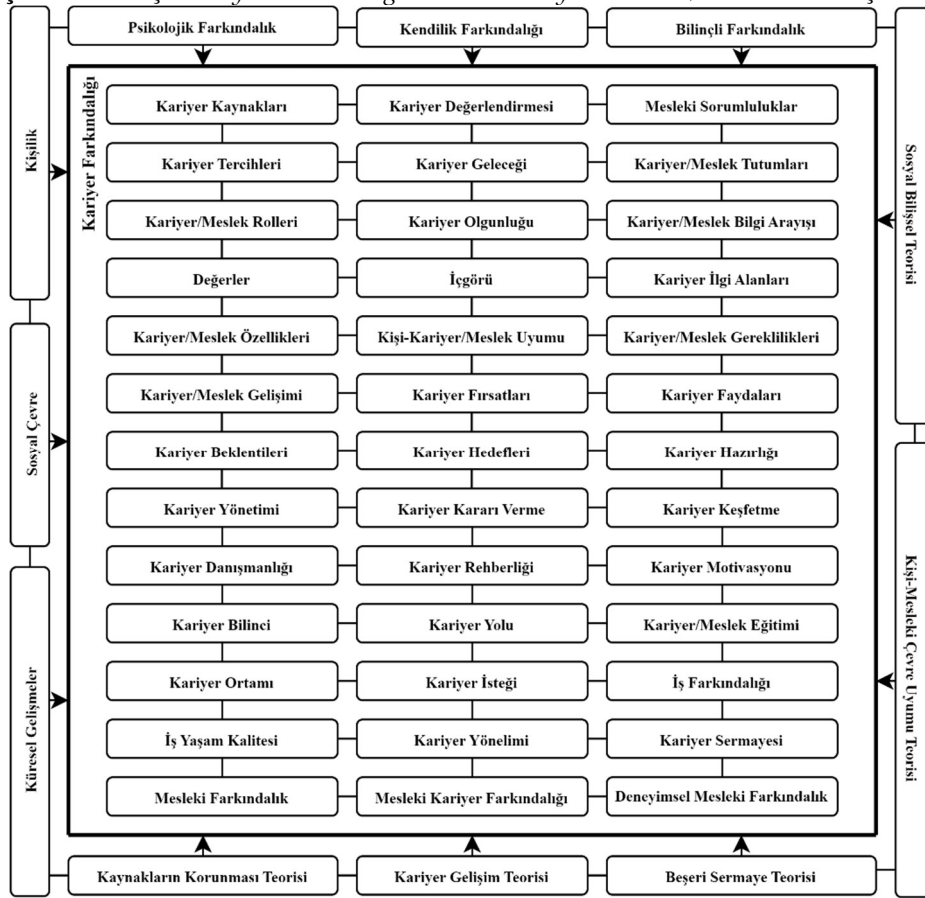 Psikolojik Farkındalık
Kendilik Farkındalığı
Bilinçli Farkındalık
Kişilik
Sosyal Çevre
Küresel Gelişmeler
Kariyer Farkındalığı
Kariyer Kaynakları
Kariyer Değerlendirmesi
Mesleki Sorumluluklar
Kariyer Tercihleri
Kariyer Geleceği
Kariyer/Meslek Tutumları
Kariyer/Meslek Rolleri
Kariyer Olgunluğu
Kariyer/Meslek Bilgi Arayışı
Değerler
İçgörü
Kariyer İlgi Alanları
Kariyer/Meslek Özellikleri
Kişi-Kariyer/Meslek Uyumu
Kariyer/Meslek Gereklilikleri
Kariyer/Meslek Gelişimi
Kariyer Fırsatları
Kariyer Faydaları
Kariyer Beklentileri
Kariyer Hedefleri
Kariyer Hazırlığı
Kariyer Yönetimi
Kariyer Kararı Verme
Kariyer Keşfetme
Kariyer Danışmanlığı
Kariyer Rehberliği
Kariyer Motivasyonu
Kariyer Bilinci
Kariyer Yolu
Kariyer/Meslek Eğitimi
Kariyer Ortamı
Kariyer İsteği
İş Farkındalığı
İş Yaşam Kalitesi
Kariyer Yönelimi
Kariyer Sermayesi
Mesleki Farkındalık
Mesleki Kariyer Farkındalığı
Deneyimsel Mesleki Farkındalık
Sosyal Bilişsel Teorisi
Kişi-Mesleki Çevre Uyumu Teorisi
Kaynakların Korunması Teorisi
Kariyer Gelişim Teorisi
Beşeri Sermaye Teorisi